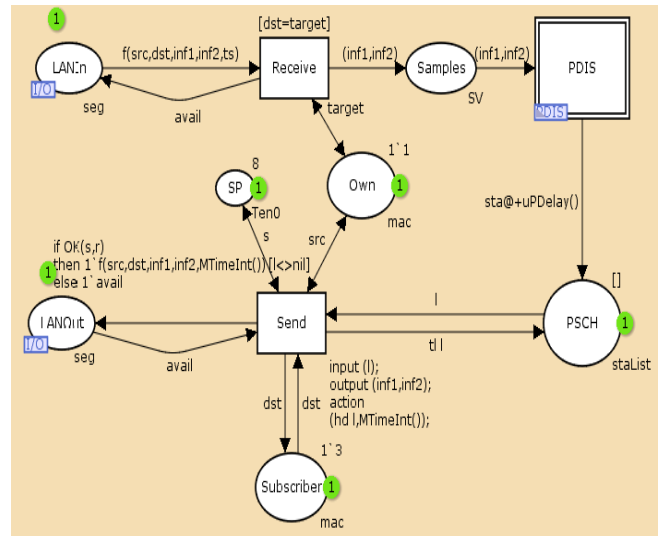 1
[dst=target]
LANIn
f(src,dst,inf1,inf2,ts)
Receive
(inf1,inf2)
Samples
(inf1,inf2)
PDIS
I/O
seg
avail
SV
PDIS
target
8
1`1
SP
1
Ten0
Own
1
mac
sta@+uPDelay()
s
src
if OK(s,r)
then 1`f(src,dst,inf1,inf2,MTimeInt())
[l<>nil]
else 1`avail
1
[]
LANOut
Send
l
PSCH
1
I/O
seg
avail
tl l
staList
dst
dst
input (l);
output (inf1,inf2);
action
(hd l,MTimeInt());
1`3
Subscriber
1
mac